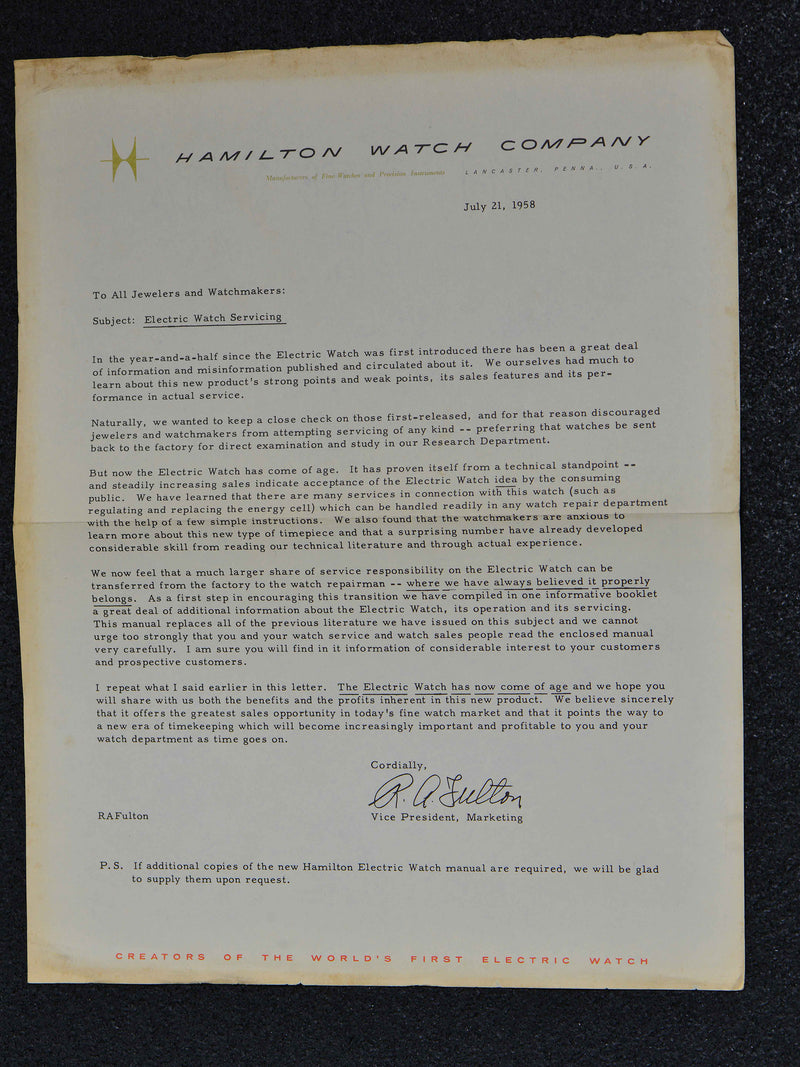 HAMILTON WATCH COMPANY
Manufacturers of Fine Watches and Precision Instruments LANCASTER, PENNA., U.S.A.
July 21, 1958
To All Jewelers and Watchmakers:
Subject: Electric Watch Servicing
In the year-and-a-half since the Electric Watch was first introduced there has been a great deal
of information and misinformation published and circulated about it. We ourselves had much to
learn about this new product's strong points and weak points, its sales features and its per-
formance in actual service.
Naturally, we wanted to keep a close check on those first-released, and for that reason discouraged
jewelers and watchmakers from attempting servicing of any kind -- preferring that watches be sent
back to the factory for direct examination and study in our Research Department.
But now the Electric Watch has come of age. It has proven itself from a technical standpoint --
and steadily increasing sales indicate acceptance of the Electric Watch idea by the consuming
public. We have learned that there are many services in connection with this watch (such as
regulating and replacing the energy cell) which can be handled readily in any watch repair department
with the help of a few simple instructions. We also found that the watchmakers are anxious to
learn more about this new type of timepiece and that a surprising number have already developed
considerable skill from reading our technical literature and through actual experience.
We now feel that a much larger share of service responsibility on the Electric Watch can be
transferred from the factory to the watch repairman -- where we have always believed it properly
belongs. As a first step in encouraging this transition we have compiled in one informative booklet
a great deal of additional information about the Electric Watch, its operation and its servicing.
This manual replaces all of the previous literature we have issued on this subject and we cannot
urge too strongly that you and your watch service and watch sales people read the enclosed manual
very carefully. I am sure you will find in it information of considerable interest to your customers
and prospective customers.
I repeat what I said earlier in this letter. The Electric Watch has now come of age and we hope you
will share with us both the benefits and the profits inherent in this new product. We believe sincerely
that it offers the greatest sales opportunity in today's fine watch market and that it points the way to
a new era of timekeeping which will become increasingly important and profitable to you and your
watch department as time goes on.
Cordially,
R. A. Fulton
RAFulton Vice President, Marketing
P.S. If additional copies of the new Hamilton Electric Watch manual are required, we will be glad
to supply them upon request.
CREATORS OF THE WORLD'S FIRST ELECTRIC WATCH